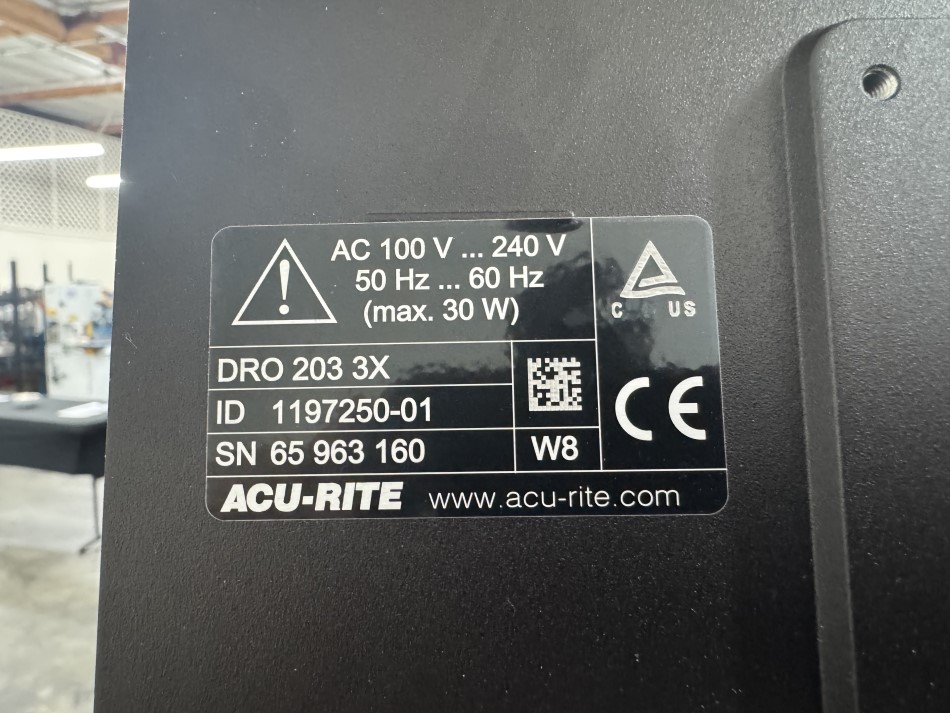 AC 100 V ... 240 V
50 Hz ... 60 Hz
(max. 30 W)
C US
DRO 203 3X
ID 1197250-01
SN 65 963 160
W8
CE
ACU-RITE www.acu-rite.com